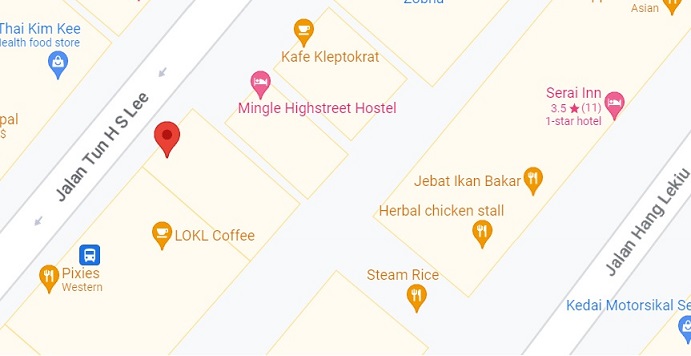 Asian
Thai Kim Kee
Health food store
Kafe Kleptokrat
Serai Inn
3.5 ★ (11)
1-star hotel
Mingle Highstreet Hostel
$
Jalan Tun H S Lee
Jebat Ikan Bakar
Herbal chicken stall
LOKL Coffee
Jalan Hang Lekiu
Pixies
Western
Steam Rice
Kedai Motorsikal Se